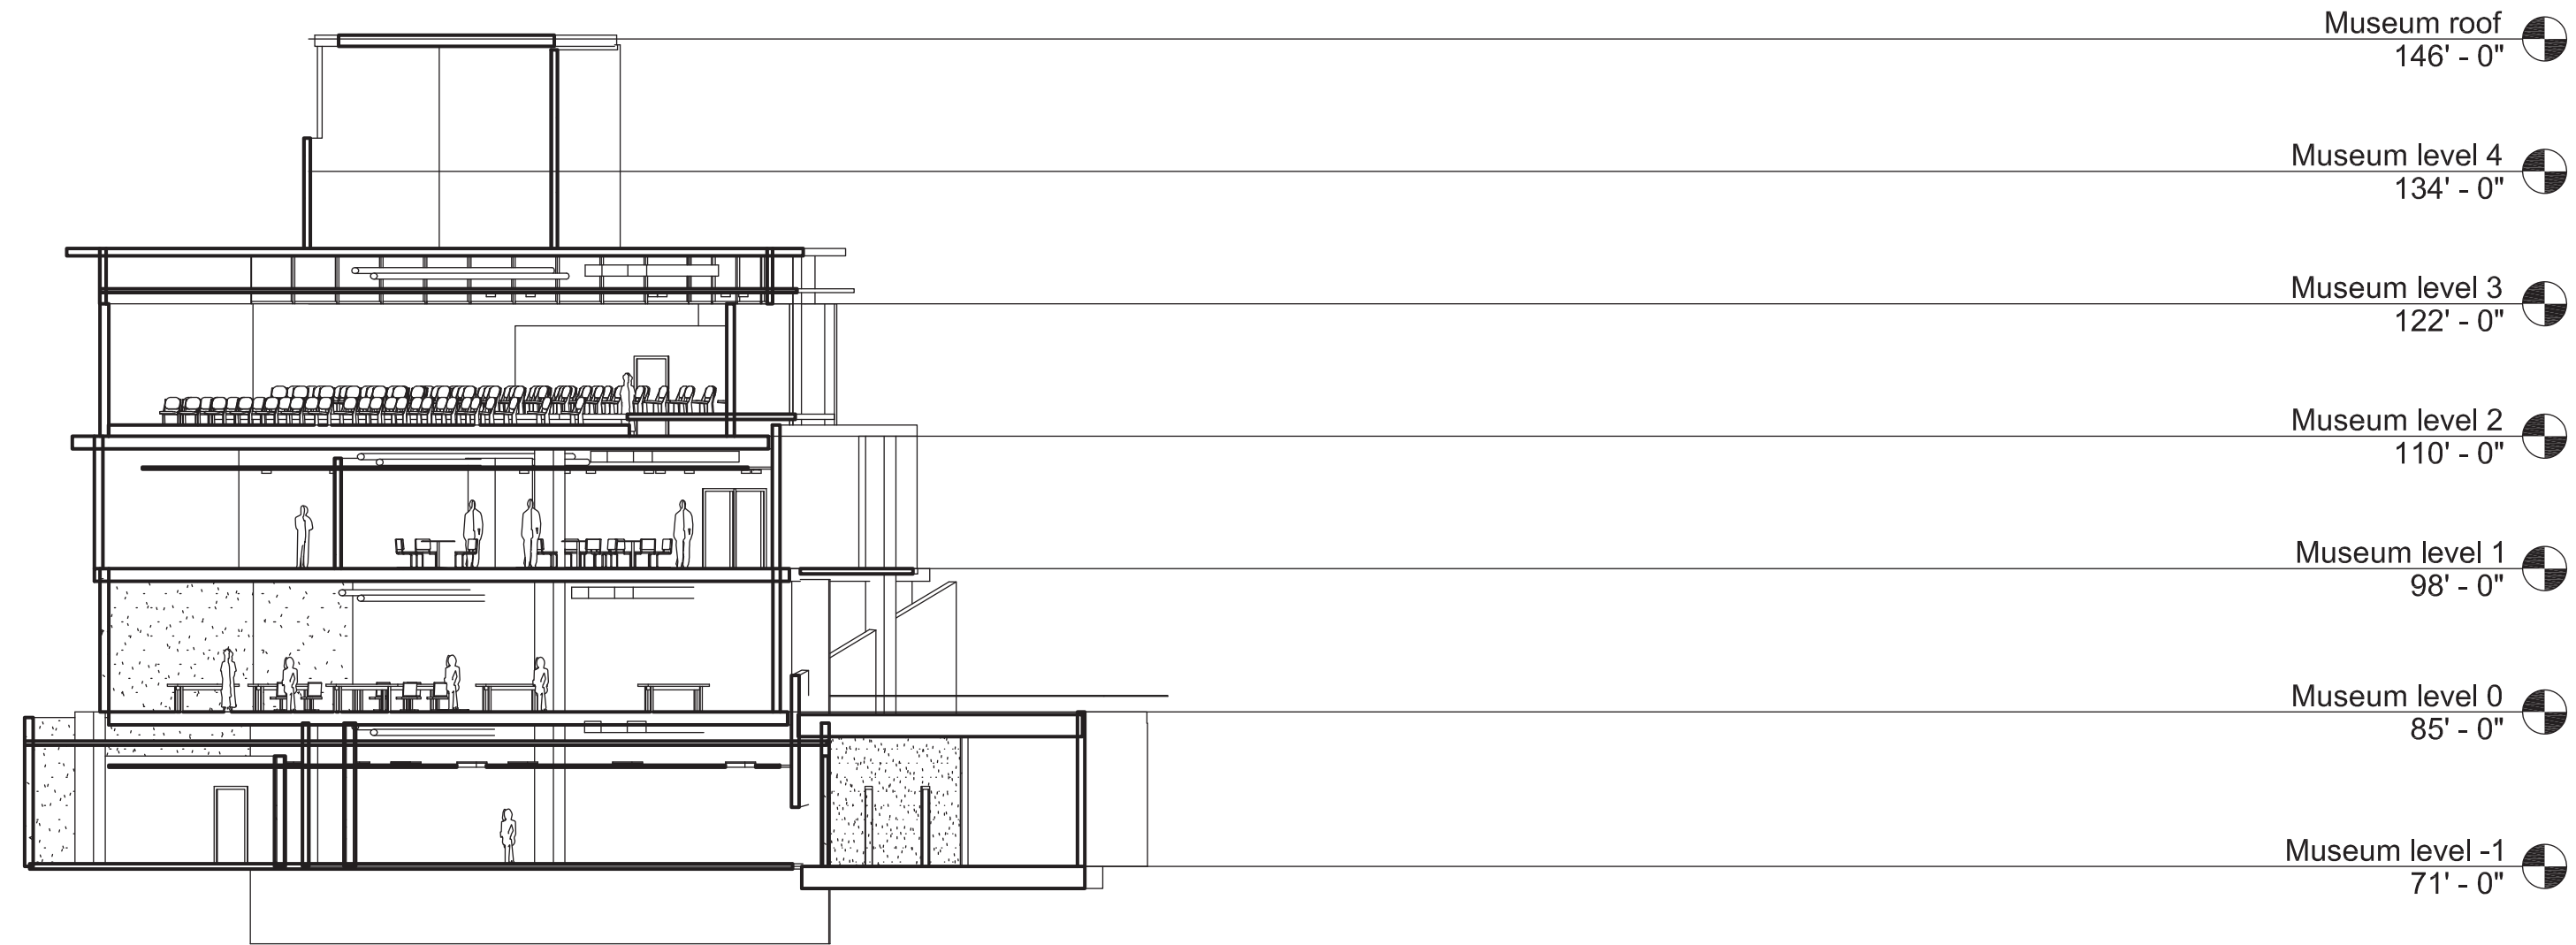 Museum roof
146' - 0"
Museum level 4
134' - 0"
Museum level 3
122' - 0"
Museum level 2
110' - 0"
Museum level 1
98' - 0"
Museum level 0
85' - 0"
Museum level -1
71' - 0"